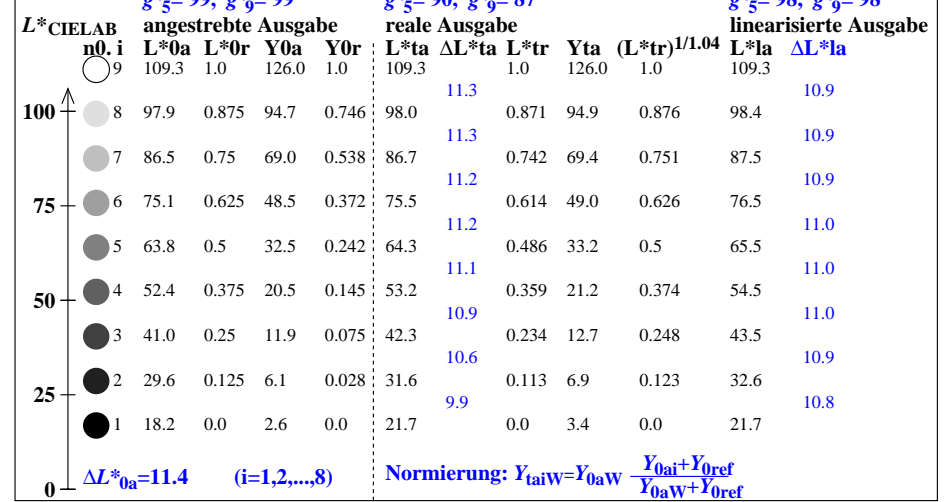 g*5= 99; g*9= 99 g*5= 90; g*9= 87 g*5= 98; g*9= 98
L*CIELAB angestrebte Ausgabe reale Ausgabe linearisierte Ausgabe
n0. i L*0a L*0r Y0a Y0r L*ta ΔL*ta L*tr Yta (L*tr)1/1.04 L*la ΔL*la
9 109.3 1.0 126.0 1.0 109.3 1.0 126.0 1.0 109.3
11.3 10.9
100 8 97.9 0.875 94.7 0.746 98.0 0.871 94.9 0.876 98.4
11.3 10.9
7 86.5 0.75 69.0 0.538 86.7 0.742 69.4 0.751 87.5
11.2 10.9
75 6 75.1 0.625 48.5 0.372 75.5 0.614 49.0 0.626 76.5
11.2 11.0
5 63.8 0.5 32.5 0.242 64.3 0.486 33.2 0.5 65.5
11.1 11.0
50 4 52.4 0.375 20.5 0.145 53.2 0.359 21.2 0.374 54.5
10.9 11.0
3 41.0 0.25 11.9 0.075 42.3 0.234 12.7 0.248 43.5
10.6 10.9
25 2 29.6 0.125 6.1 0.028 31.6 0.113 6.9 0.123 32.6
9.9 10.8
1 18.2 0.0 2.6 0.0 21.7 0.0 3.4 0.0 21.7
0 ΔL*0a=11.4 (i=1,2,...,8) Normierung: YtaiW=Y0aW Y0ai+Y0ref
Y0aW+Y0ref